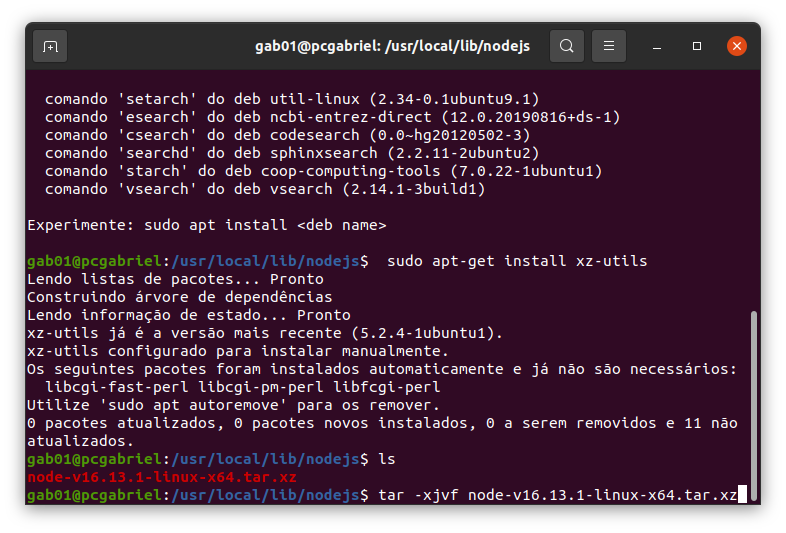 gab01@pcgabriel: /usr/local/lib/nodejs
comando 'setarch' do deb util-linux (2.34-0.1ubuntu9.1)
comando 'esearch' do deb ncbi-entrez-direct (12.0.20190816+ds-1)
comando 'csearch' do deb codesearch (0.0~hg20120502-3)
comando 'searchd' do deb sphinxsearch (2.2.11-2ubuntu2)
comando 'starch' do deb coop-computing-tools (7.0.22-1ubuntu1)
comando 'vsearch' do deb vsearch (2.14.1-3build1)
Experimente: sudo apt install <deb name>
gab01@pcgabriel:/usr/local/lib/nodejs$  sudo apt-get install xz-utils
Lendo listas de pacotes... Pronto
Construindo árvore de dependências
Lendo informação de estado... Pronto
xz-utils já é a versão mais recente (5.2.4-1ubuntu1).
xz-utils configurado para instalar manualmente.
Os seguintes pacotes foram instalados automaticamente e já não são necessários:
libcgi-fast-perl libcgi-pm-perl libfcgi-perl
Utilize 'sudo apt autoremove' para os remover.
0 pacotes atualizados, 0 pacotes novos instalados, 0 a serem removidos e 11 não
atualizados.
gab01@pcgabriel:/usr/local/lib/nodejs$ ls
node-v16.13.1-linux-x64.tar.xz
gab01@pcgabriel:/usr/local/lib/nodejs$ tar -xjvf node-v16.13.1-linux-x64.tar.xz